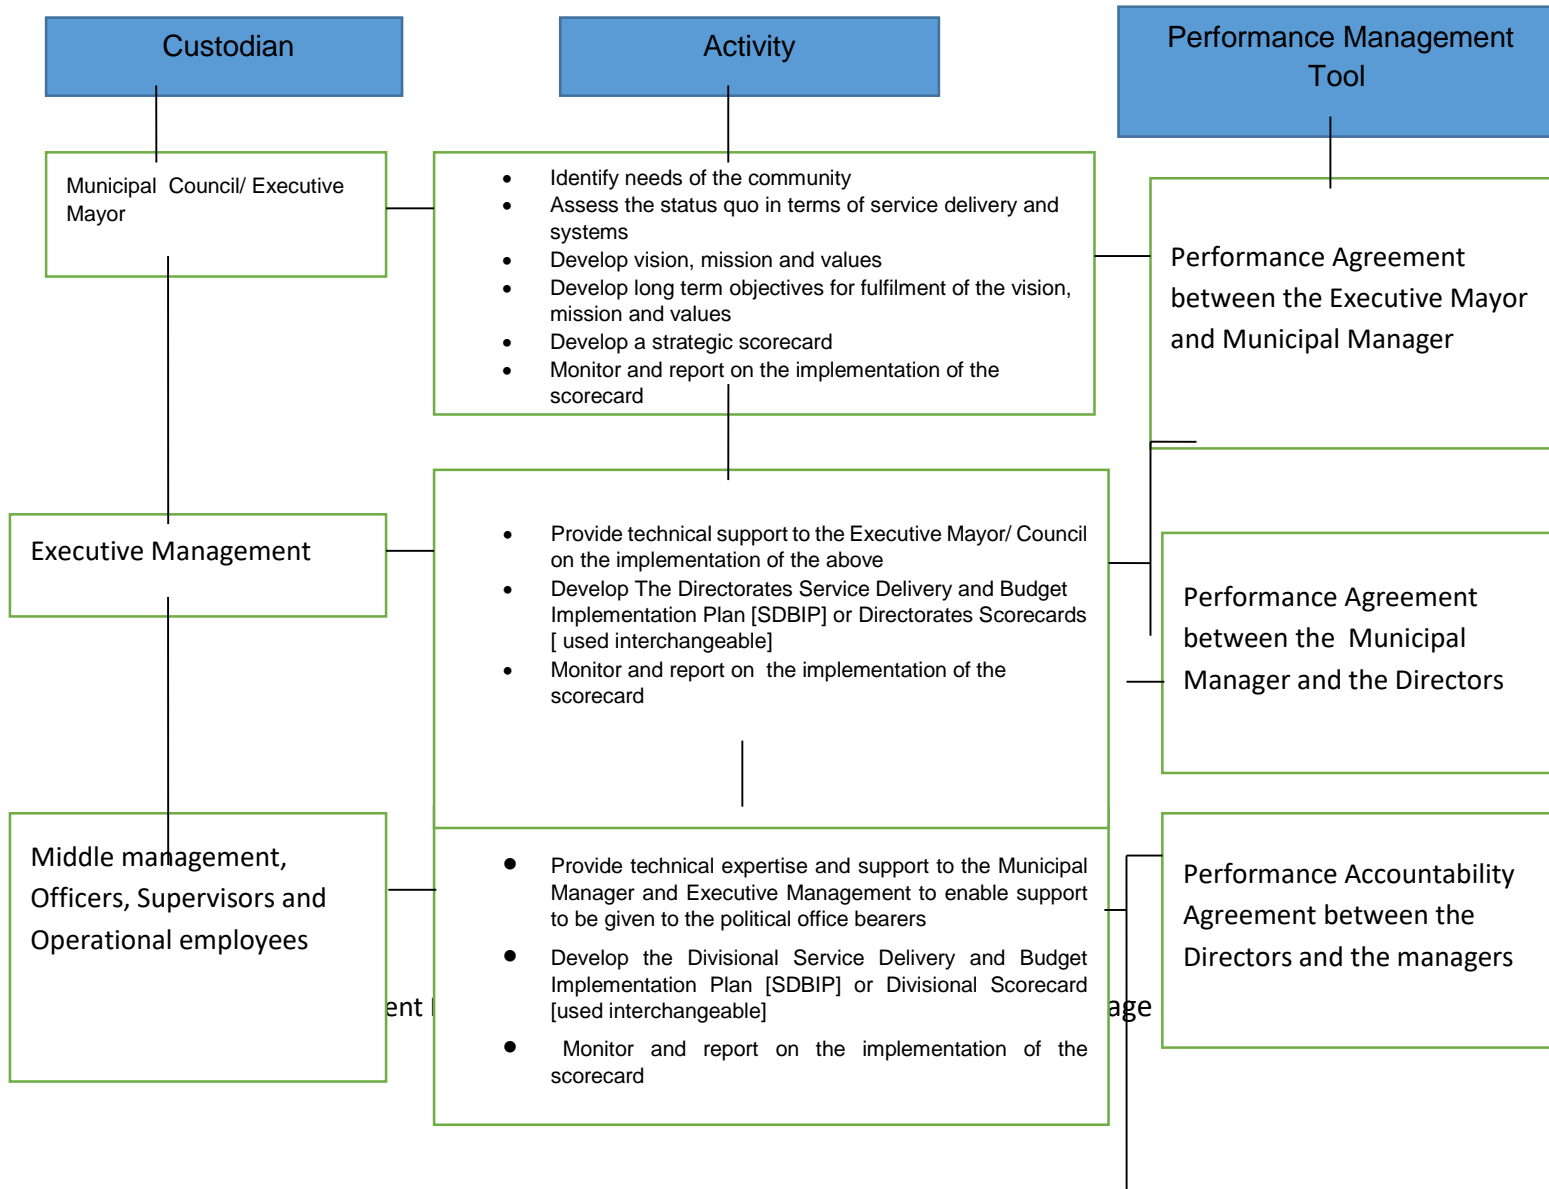 Custodian
Activity
Performance Management
Tool
Municipal Council/ Executive
Mayor
• Identify needs of the community
• Assess the status quo in terms of service delivery and
systems
• Develop vision, mission and values
• Develop long term objectives for fulfilment of the vision,
mission and values
• Develop a strategic scorecard
• Monitor and report on the implementation of the
scorecard
Performance Agreement
between the Executive Mayor
and Municipal Manager
Executive Management
• Provide technical support to the Executive Mayor/ Council
on the implementation of the above
• Develop The Directorates Service Delivery and Budget
Implementation Plan [SDBIP] or Directorates Scorecards
[ used interchangeable]
• Monitor and report on the implementation of the
scorecard
Performance Agreement
between the Municipal
Manager and the Directors
Middle management,
Officers, Supervisors and
Operational employees
• Provide technical expertise and support to the Municipal
Manager and Executive Management to enable support
to be given to the political office bearers
• Develop the Divisional Service Delivery and Budget
Implementation Plan [SDBIP] or Divisional Scorecard
[used interchangeable]
• Monitor and report on the implementation of the
scorecard
Performance Accountability
Agreement between the
Directors and the managers
ent
age